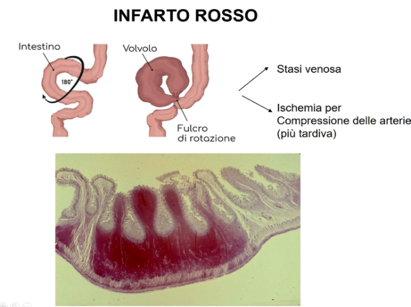 INFARTO ROSSO
Intestino
180°
Volvolo
Fulcro
di rotazione
Stasi venosa
Ischemia per
Compressione delle arterie
(più tardiva)